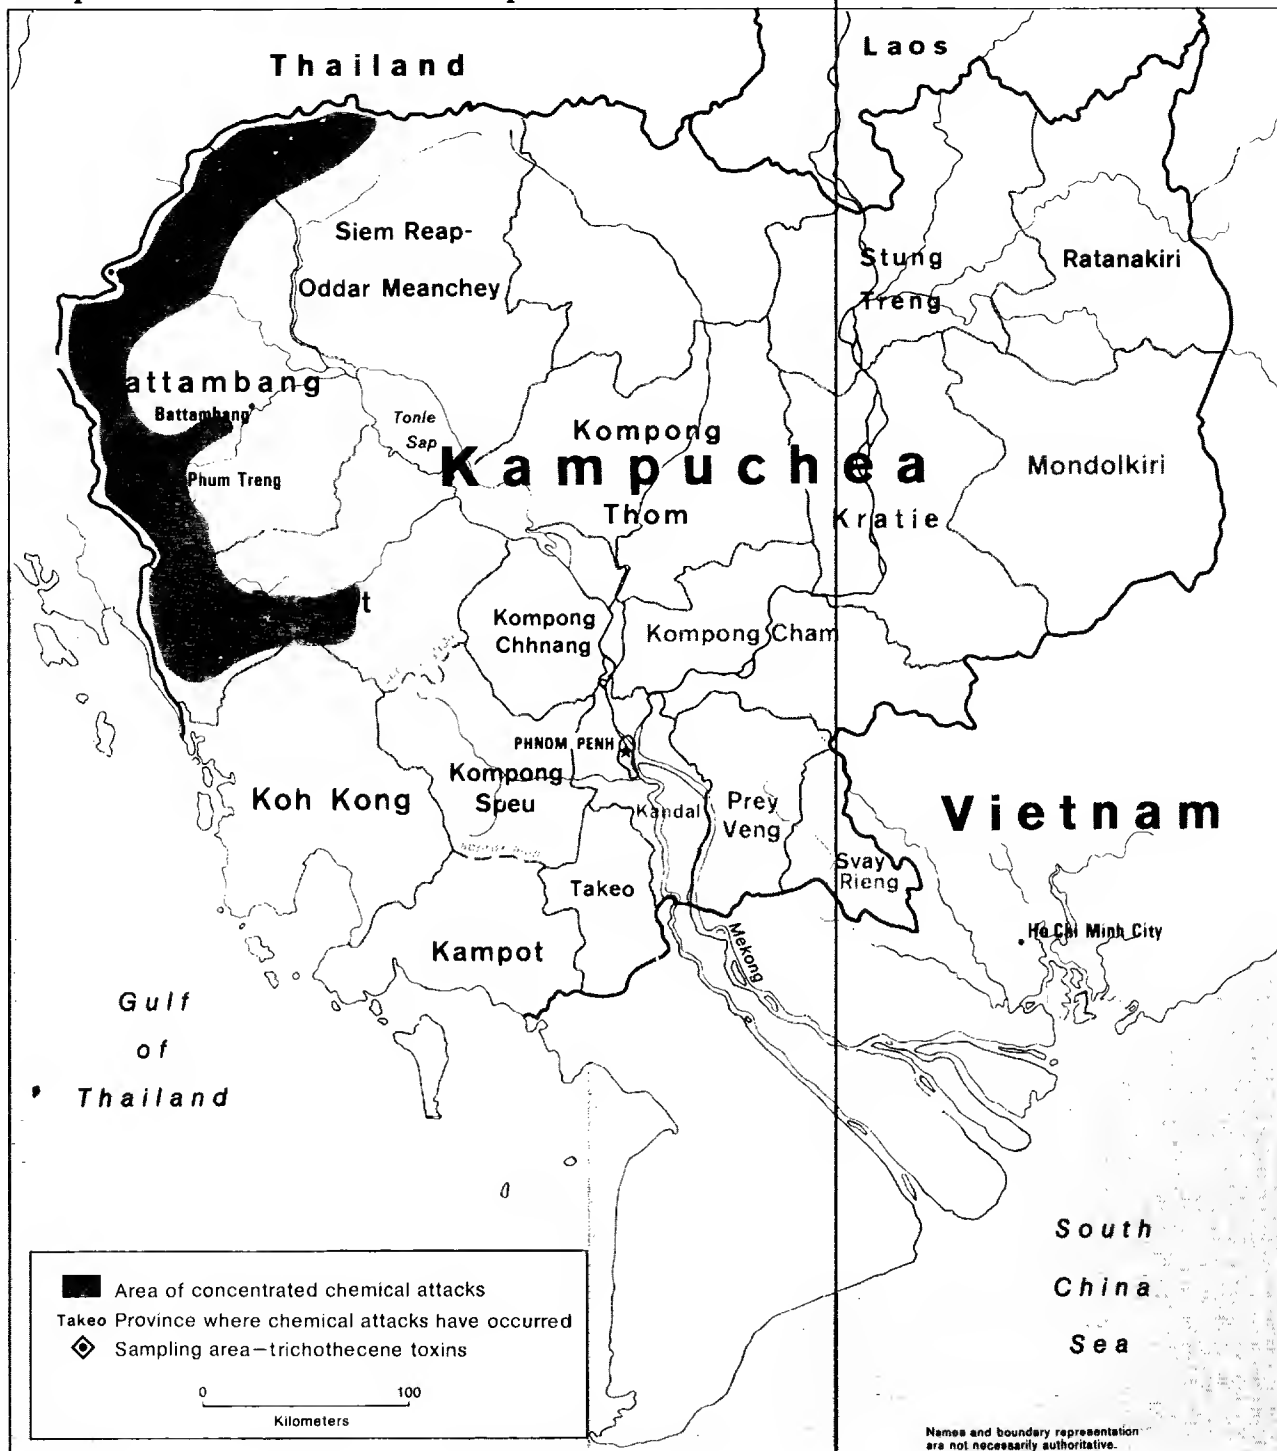 Thailand
Laos
Siem Reap-
Oddar Meanchey
Stung
Treng
Ratanakiri
attambang
Battambang
Tonle
Sap
Kompong
Kampuchea
Mondolkiri
Phum Treng
Thom
Kratie
t
Kompong
Chhnang
Kompong Cham
PHNOM PENH
Koh Kong
Kompong
Speu
Kandal
Prey
Veng
Vietnam
Svay
Rieng
Takeo
Ho Chi Minh City
Kampot
Mekong
Gulf
of
Thailand
South
China
Sea
Area of concentrated chemical attacks
Takeo Province where chemical attacks have occurred
Sampling area—trichothecene toxins
0 100
Kilometers
Names and boundary representation
are not necessarily authoritative.